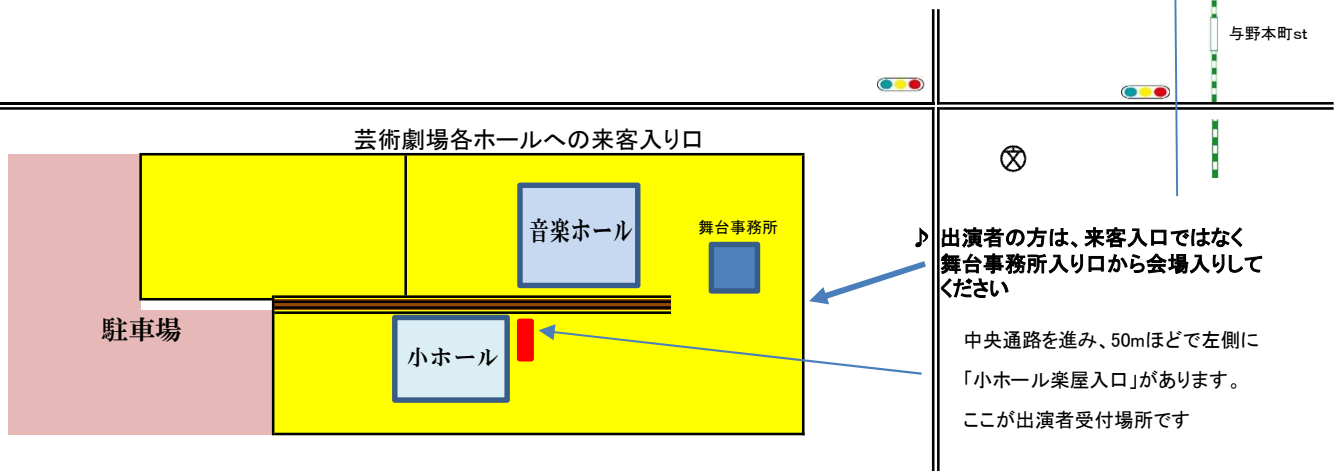 与野本町st
芸術劇場各ホールへの来客入り口
音楽ホール
舞台事務所
♪ 出演者の方は、来客入口ではなく
舞台事務所入り口から会場入りして
ください
駐車場
小ホール
中央通路を進み、50mほどで左側に
「小ホール楽屋入口」があります。
ここが出演者受付場所です